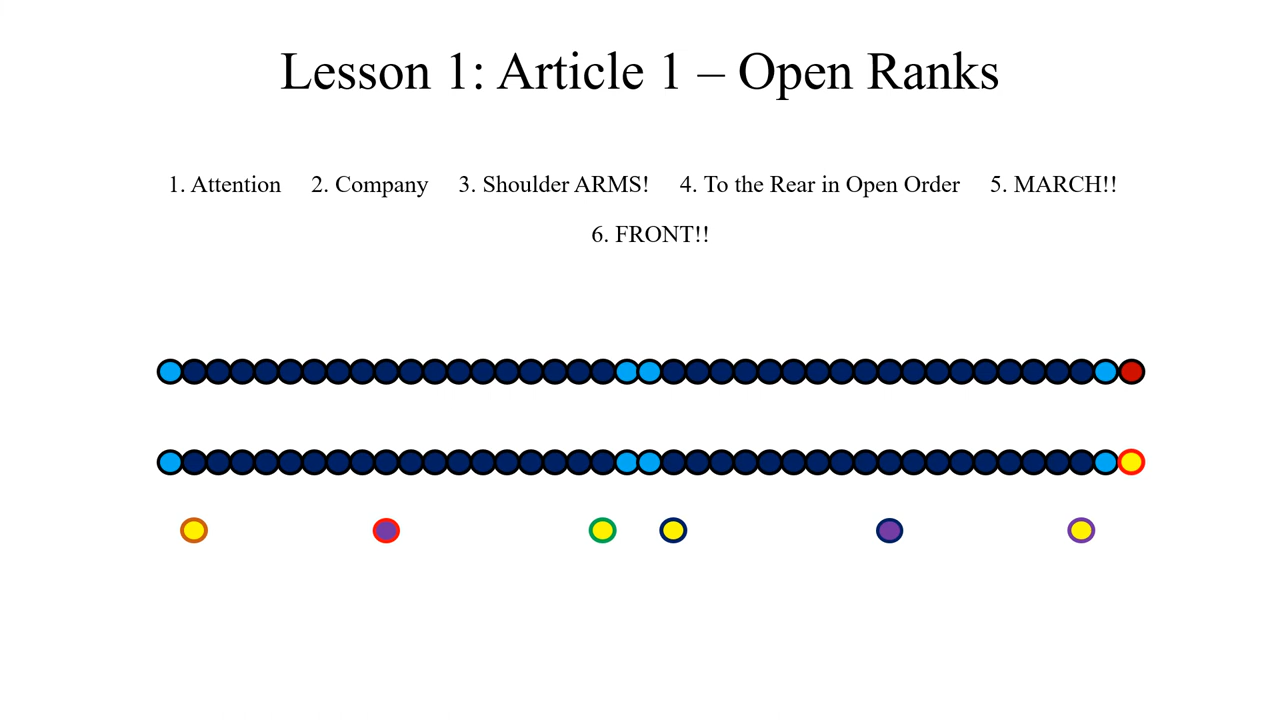 Lesson 1: Article 1 – Open Ranks
1. Attention 2. Company 3. Shoulder ARMS! 4. To the Rear in Open Order 5. MARCH!!
6. FRONT!!